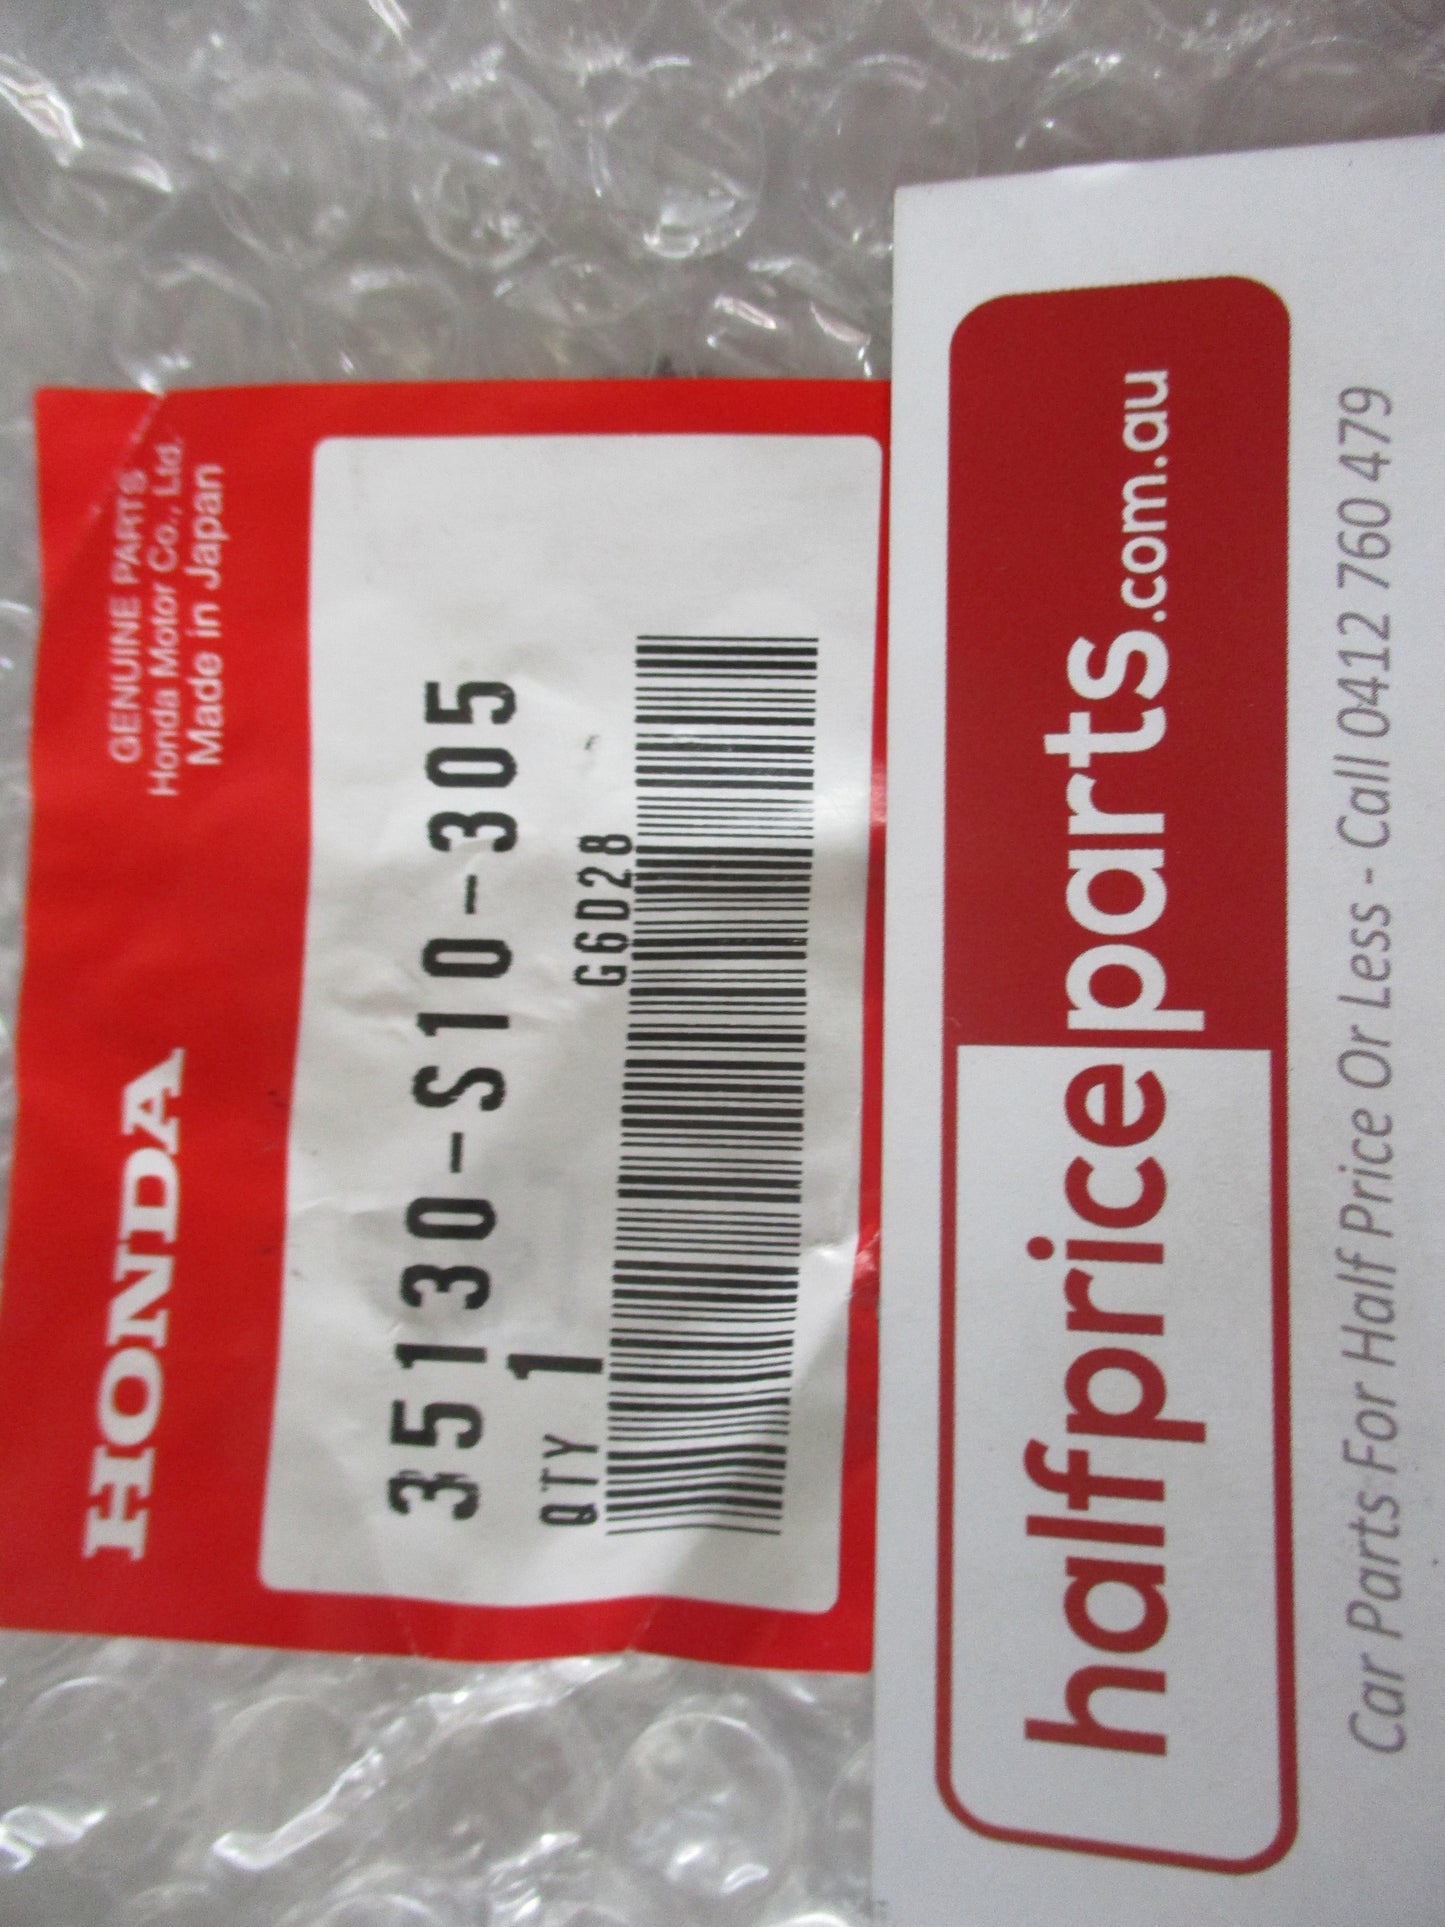 HONDA
GENUINE PARTS
Honda Motor Co., Ltd.
Made in Japan
35130-S10-305
QTY 1
G6D28
halfpriceparts.com.au
Car Parts For Half Price Or Less - Call 0412 760 479